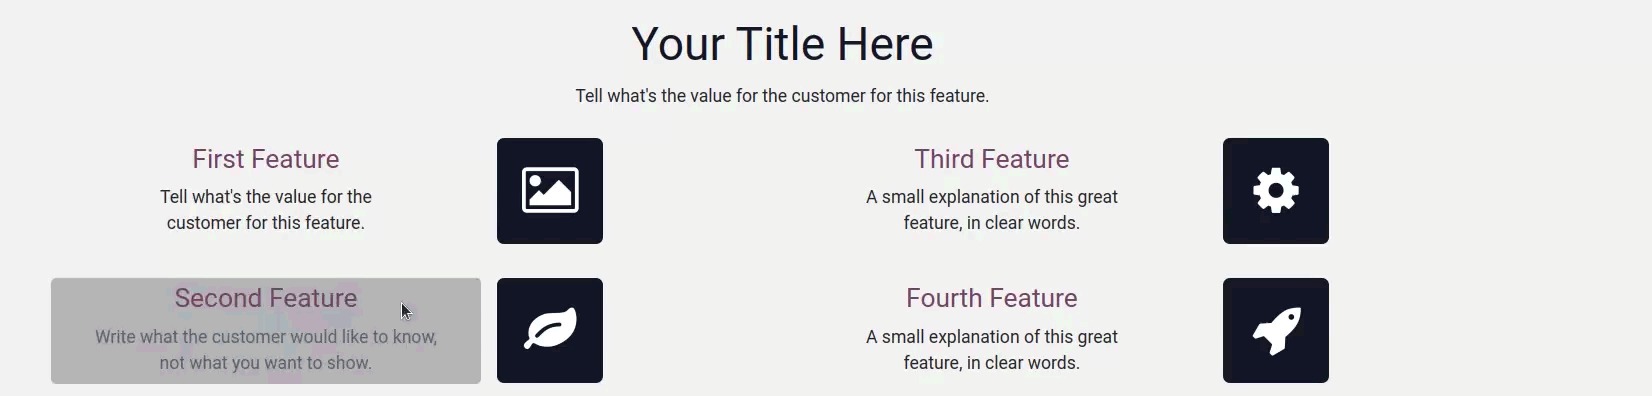 Your Title Here
Tell what's the value for the customer for this feature.
First Feature
Tell what's the value for the
customer for this feature.
Second Feature
Write what the customer would like to know,
not what you want to show.
Third Feature
A small explanation of this great
feature, in clear words.
Fourth Feature
A small explanation of this great
feature, in clear words.